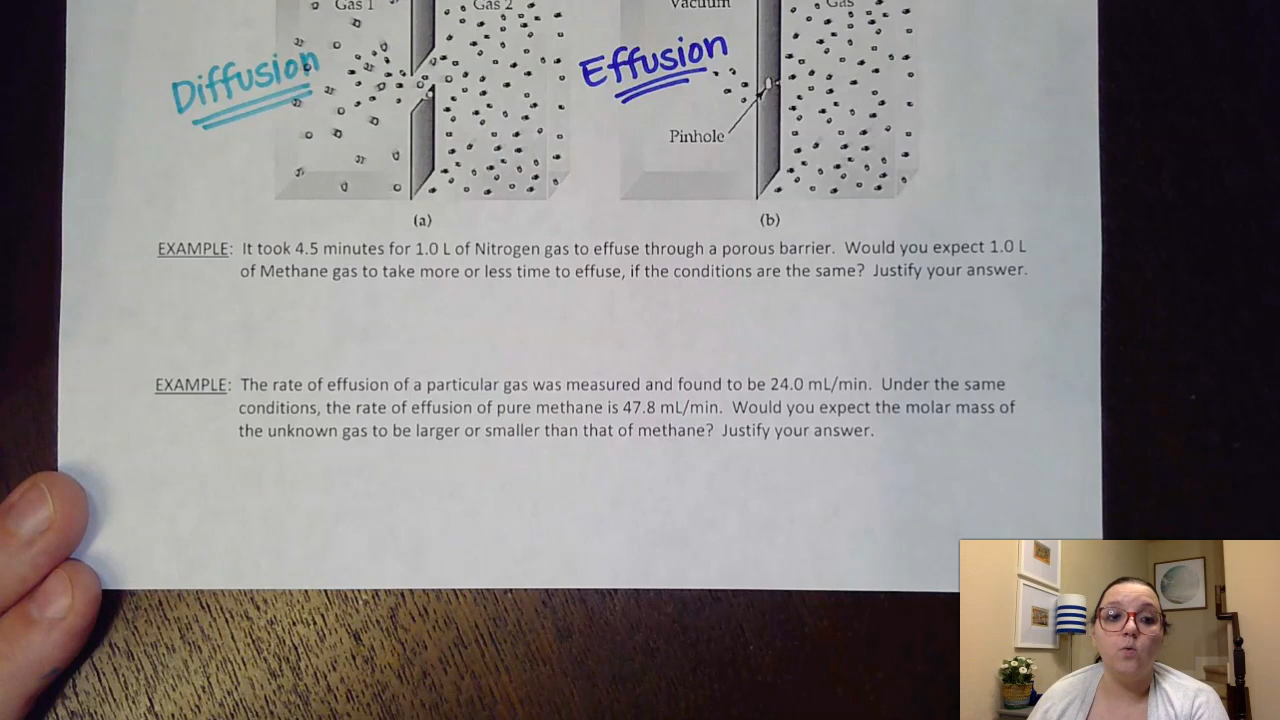 Gas 1
Gas 2
Vacuum
Gas
Diffusion
Effusion
Pinhole
(a)
(b)
EXAMPLE: It took 4.5 minutes for 1.0 L of Nitrogen gas to effuse through a porous barrier. Would you expect 1.0 L
of Methane gas to take more or less time to effuse, if the conditions are the same? Justify your answer.
EXAMPLE: The rate of effusion of a particular gas was measured and found to be 24.0 mL/min. Under the same
conditions, the rate of effusion of pure methane is 47.8 mL/min. Would you expect the molar mass of
the unknown gas to be larger or smaller than that of methane? Justify your answer.